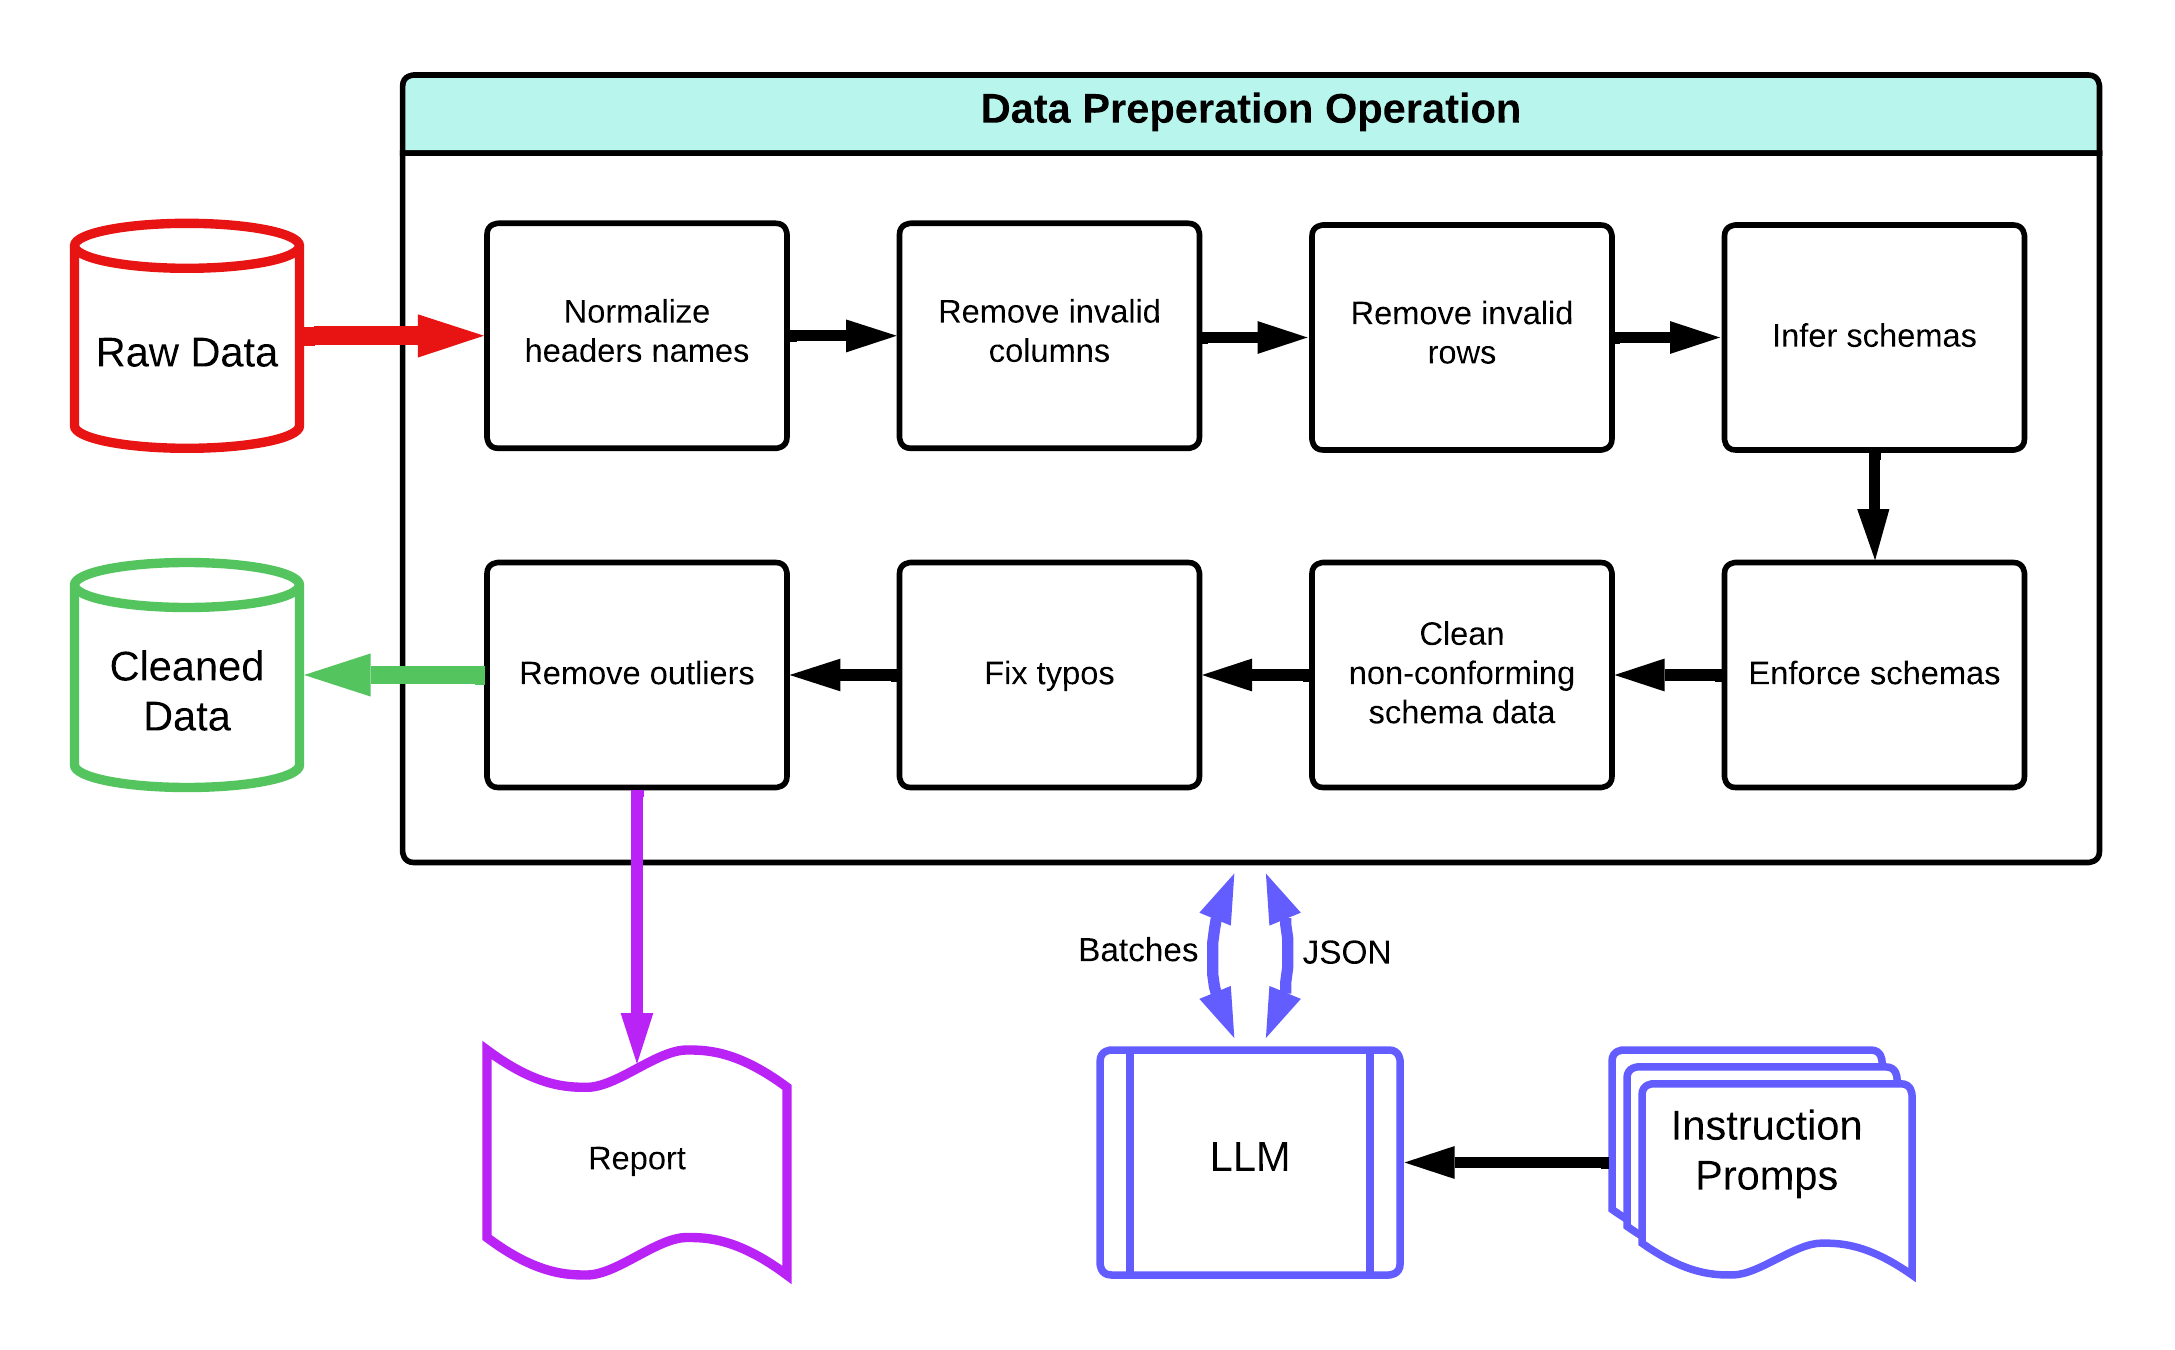 Data Preperation Operation
Raw Data
Normalize
headers names
Remove invalid
columns
Remove invalid
rows
Infer schemas
Cleaned
Data
Remove outliers
Fix typos
Clean
non-conforming
schema data
Enforce schemas
Batches
JSON
Report
LLM
Instruction
Promps